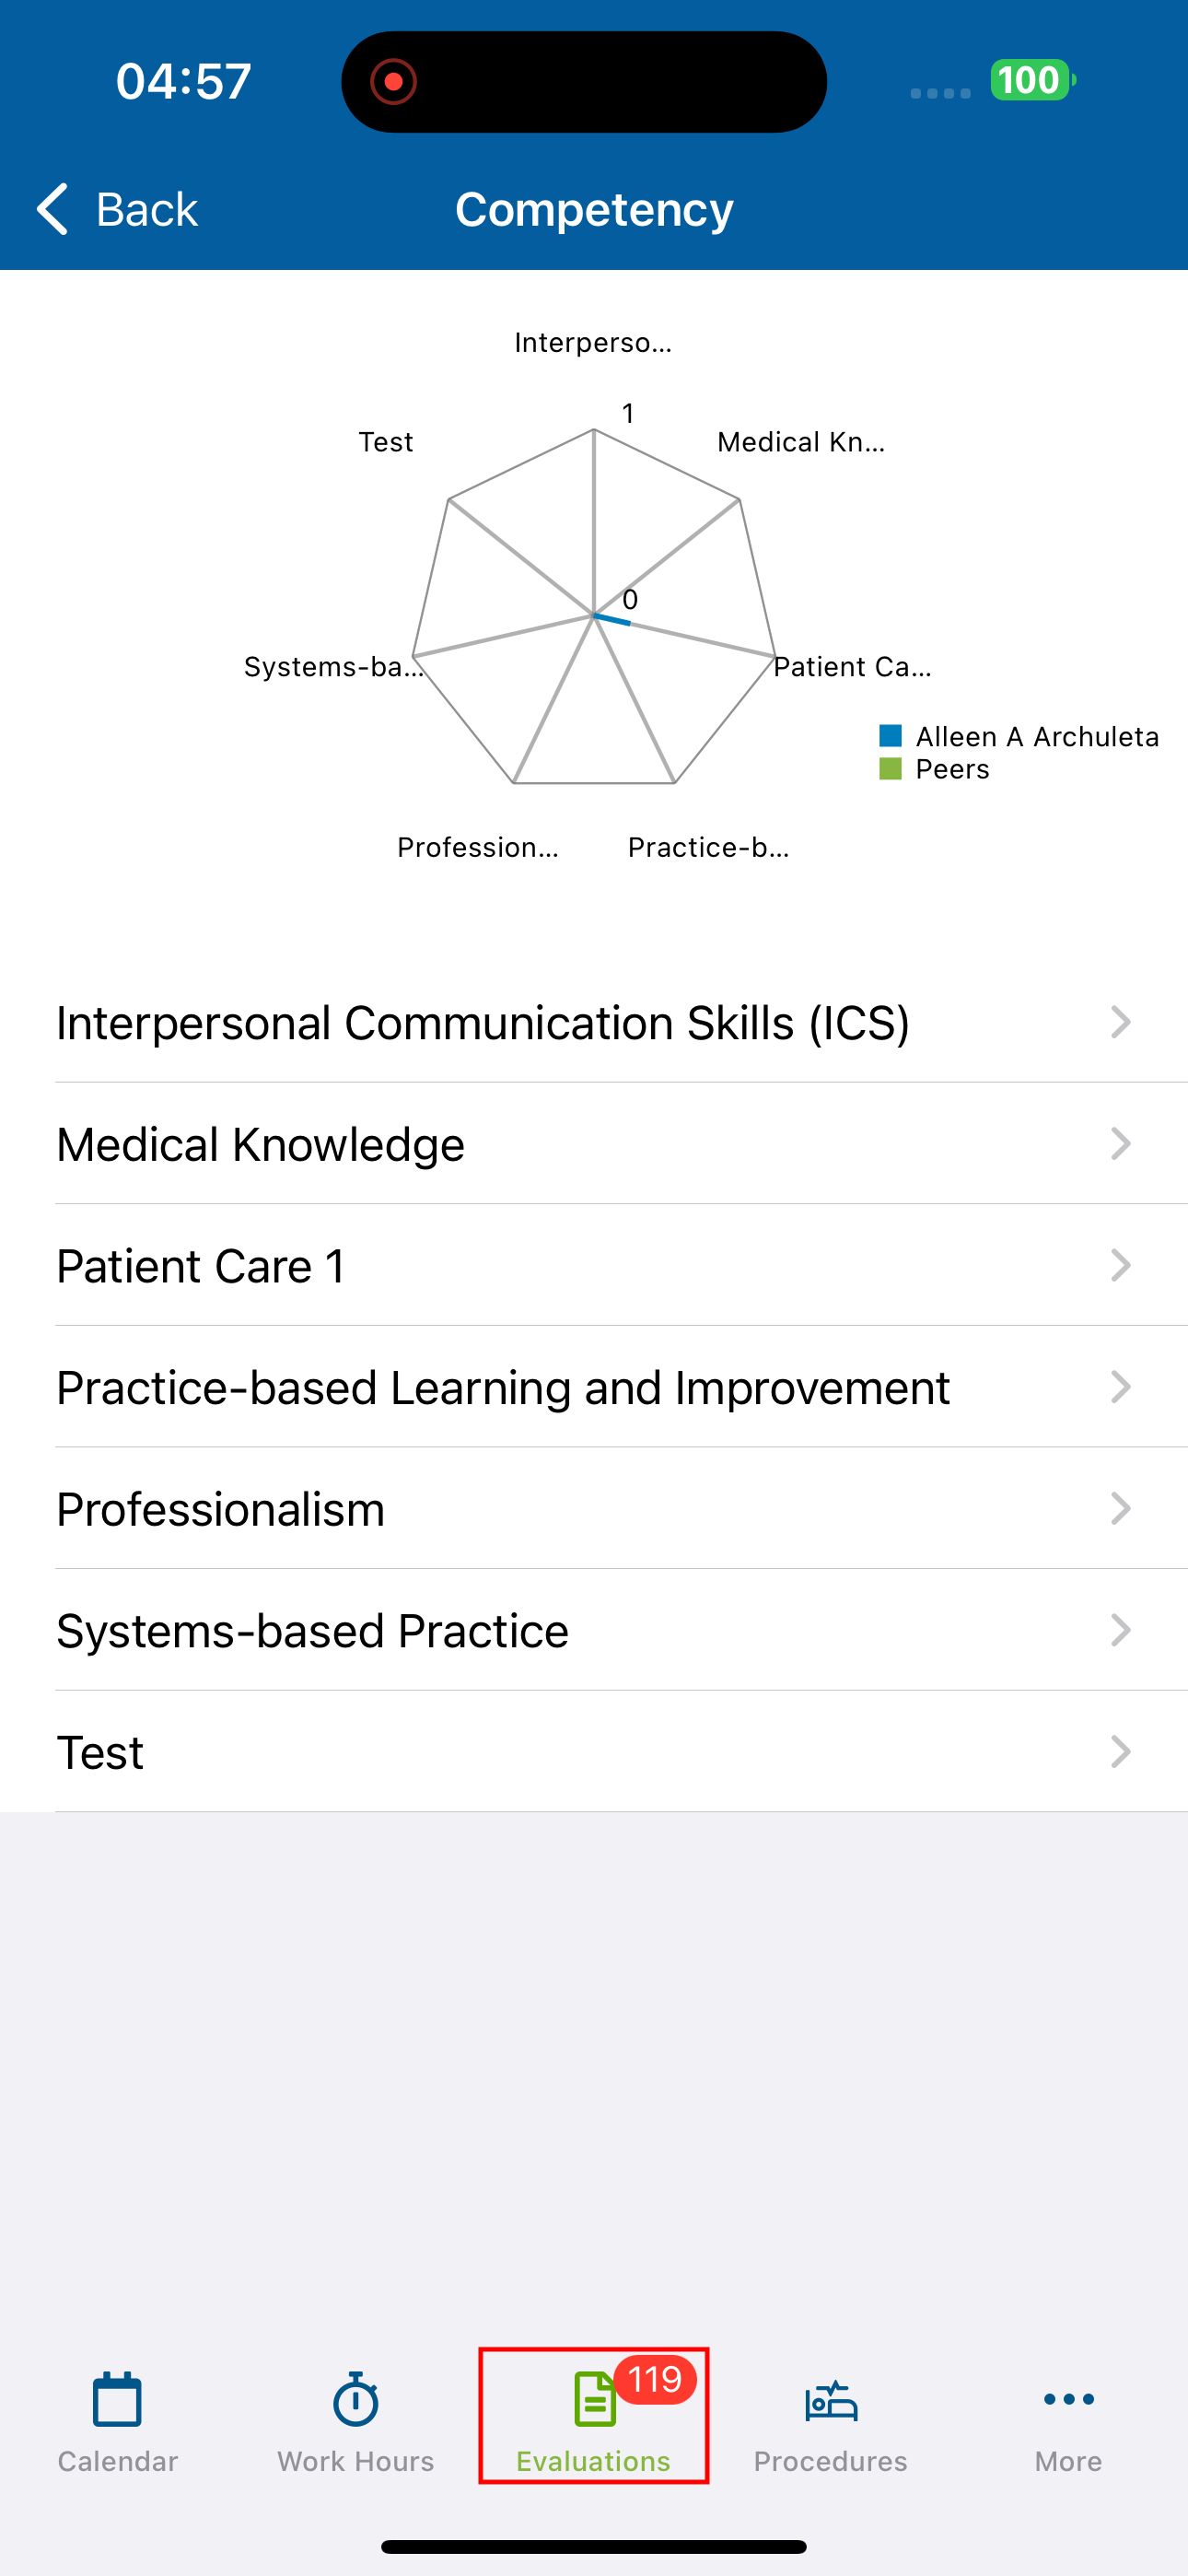 04:57
100
Back
Competency
Interperso...
1
Test
Medical Kn...
0
Systems-ba...
Patient Ca...
Alleen A Archuleta
Peers
Profession...
Practice-b...
Interpersonal Communication Skills (ICS)
Medical Knowledge
Patient Care 1
Practice-based Learning and Improvement
Professionalism
Systems-based Practice
Test
119
Calendar
Work Hours
Evaluations
Procedures
More